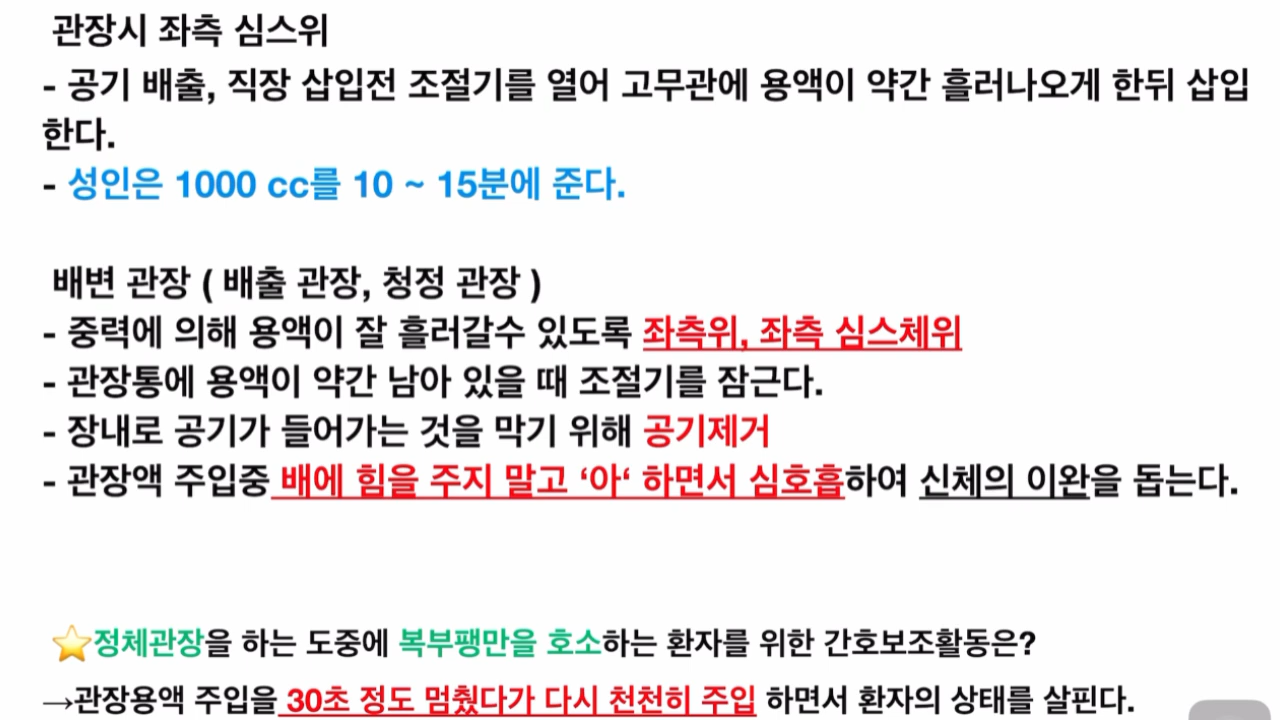 관장시 좌측 심스위
- 공기 배출, 직장 삽입전 조절기를 열어 고무관에 용액이 약간 흘러나오게 한뒤 삽입
한다.
- 성인은 1000 cc를 10 ~ 15분에 준다.
배변 관장 ( 배출 관장, 청정 관장 )
- 중력에 의해 용액이 잘 흘러갈수 있도록 좌측위, 좌측 심스체위
- 관장통에 용액이 약간 남아 있을 때 조절기를 잠근다.
- 장내로 공기가 들어가는 것을 막기 위해 공기제거
- 관장액 주입중 배에 힘을 주지 말고 ‘아‘ 하면서 심호흡하여 신체의 이완을 돕는다.
⭐정체관장을 하는 도중에 복부팽만을 호소하는 환자를 위한 간호보조활동은?
→관장용액 주입을 30초 정도 멈췄다가 다시 천천히 주입 하면서 환자의 상태를 살핀다.